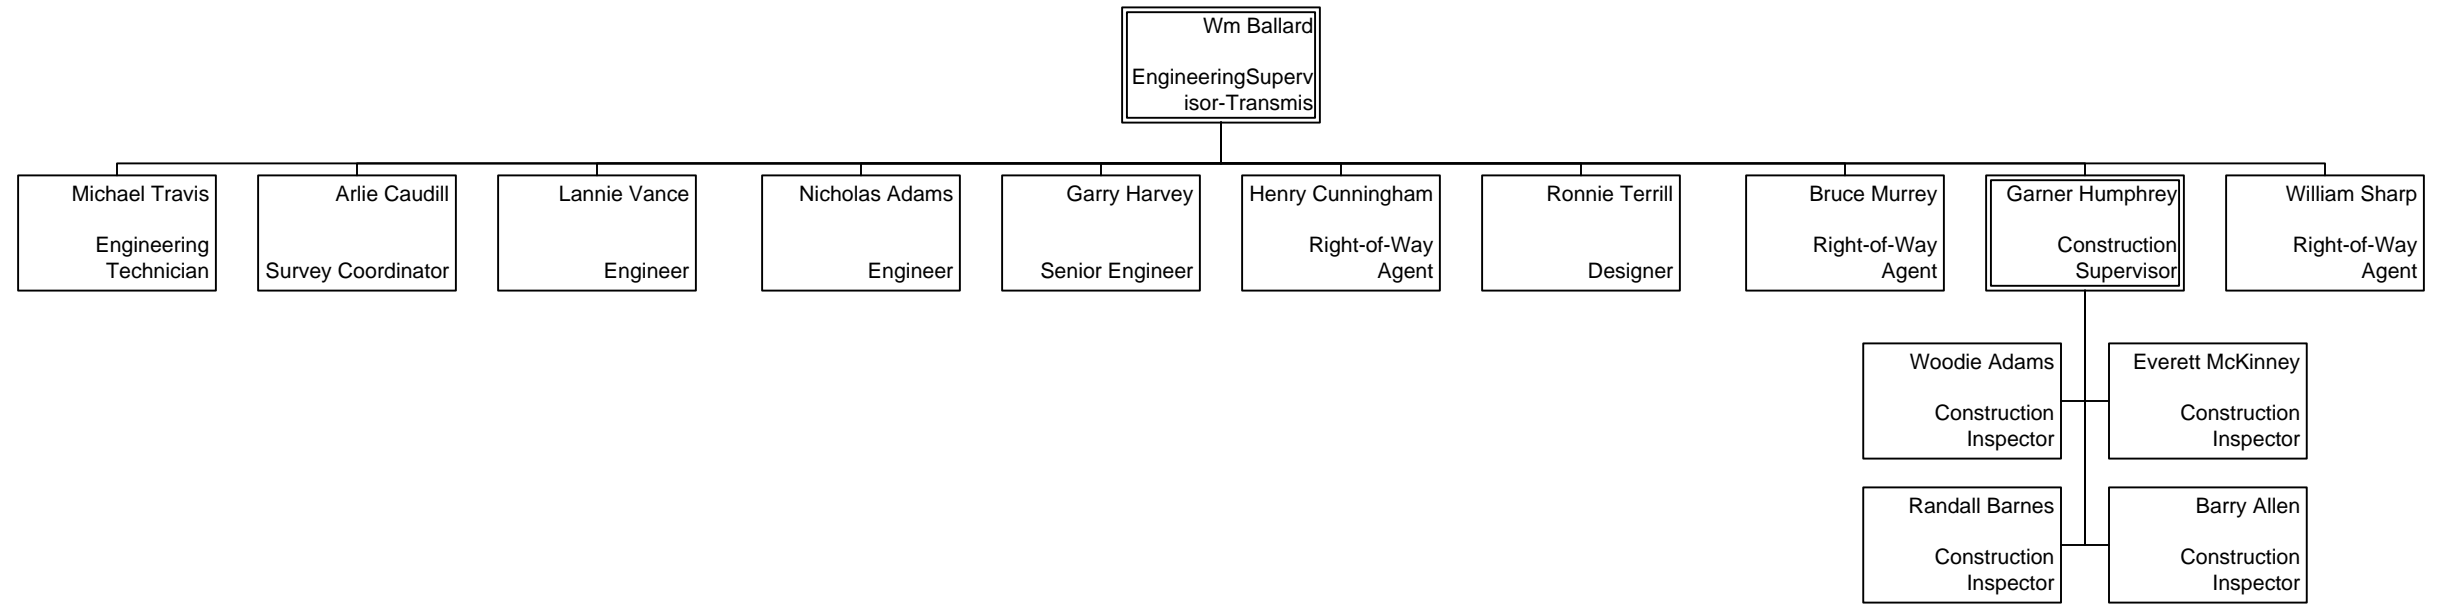 Wm Ballard
EngineeringSuperv
isor-Transmis
Michael Travis
Engineering
Technician
Arlie Caudill
Survey Coordinator
Lannie Vance
Engineer
Nicholas Adams
Engineer
Garry Harvey
Senior Engineer
Henry Cunningham
Right-of-Way
Agent
Ronnie Terrill
Designer
Bruce Murrey
Right-of-Way
Agent
Garner Humphrey
Construction
Supervisor
William Sharp
Right-of-Way
Agent
Woodie Adams
Construction
Inspector
Everett McKinney
Construction
Inspector
Randall Barnes
Construction
Inspector
Barry Allen
Construction
Inspector